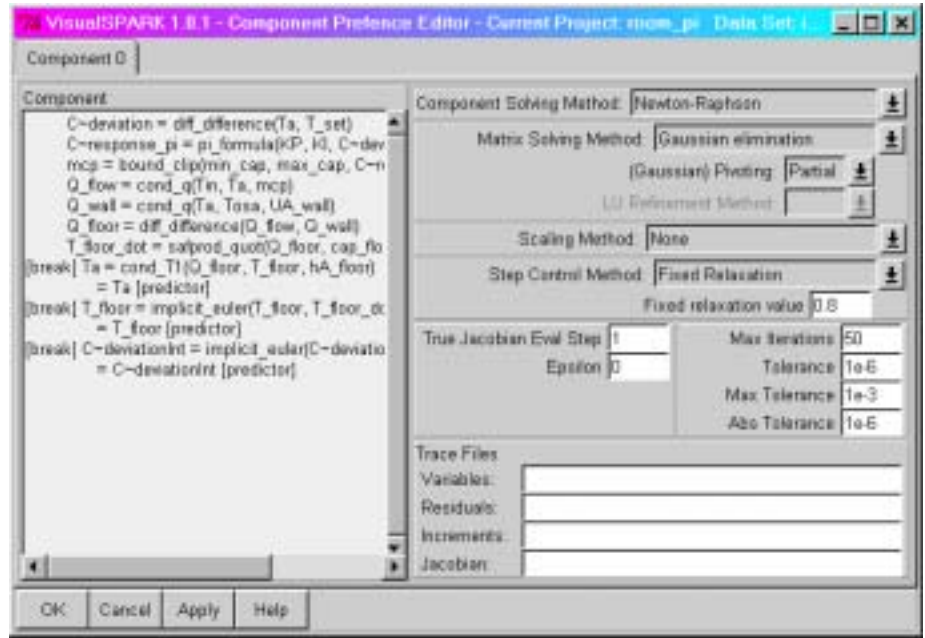 VisualSPARK 1.0.1 - Component Prefence Editor - Current Project: room_pi Data Set:
Component 0
Component
C~deviation = diff_difference(Ta, T_set)
C~response_pi = pi_formula(KP, KI, C~dev
mcp = bound_clip(min_cap, max_cap, C~r
Q_flow = cond_q(Tin, Ta, mcp)
Q_wall = cond_q(Ta, Tosa, UA_wall)
Q_floor = diff_difference(Q_flow, Q_wall)
T_floor_dot = safprod_quot(Q_floor, cap_flo
[break] Ta = cond_T1(Q_floor, T_floor, hA_floor)
= Ta [predictor]
[break] T_floor = implicit_euler(T_floor, T_floor_do
= T_floor [predictor]
[break] C~deviationInt = implicit_euler(C~deviatio
= C~deviationInt [predictor]
Component Solving Method: Newton-Raphson
Matrix Solving Method: Gaussian elimination
(Gaussian) Pivoting: Partial
LU Refinement Method:
Scaling Method: None
Step Control Method: Fixed Relaxation
Fixed relaxation value 0.8
True Jacobian Eval Step 1
Epsilon 0
Max Iterations 50
Tolerance 1e-6
Max Tolerance 1e-3
Abs Tolerance 1e-6
Trace Files
Variables:
Residuals:
Increments:
Jacobian:
OK Cancel Apply Help